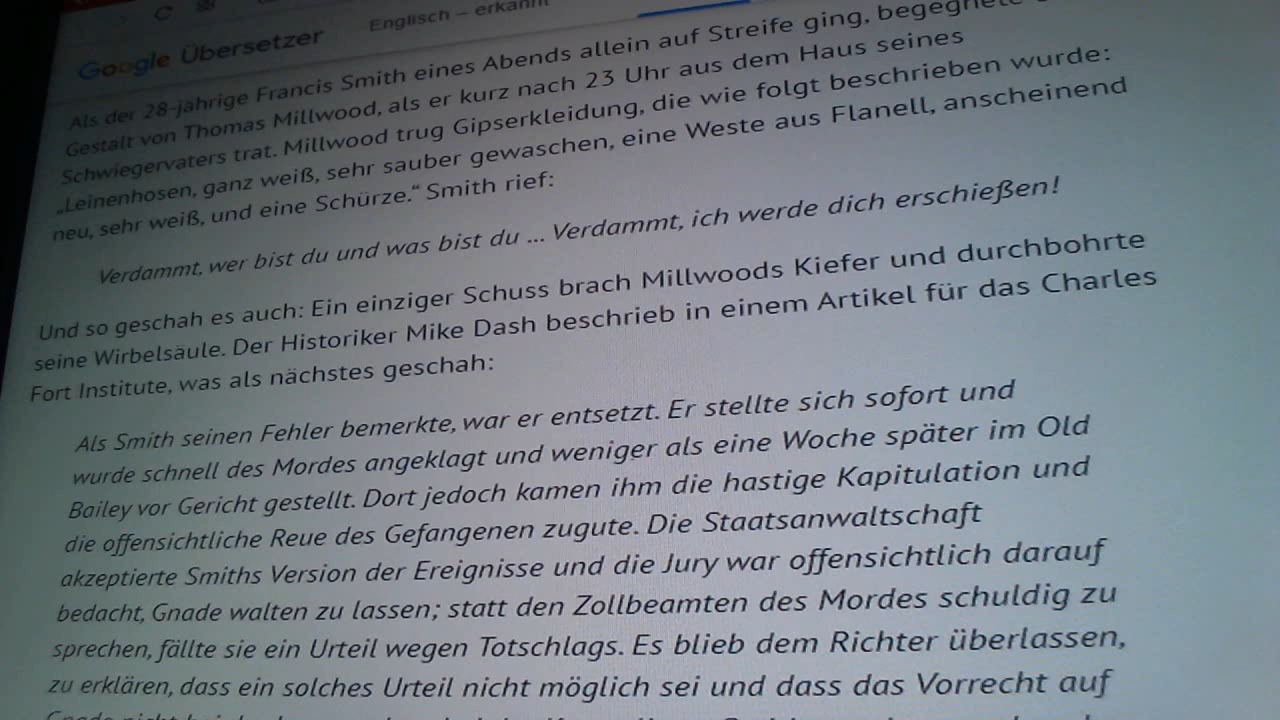 Google Übersetzer
Englisch – erkannt
Als der 28-jährige Francis Smith eines Abends allein auf Streife ging, begegnete
Gestalt von Thomas Millwood, als er kurz nach 23 Uhr aus dem Haus seines
Schwiegervaters trat. Millwood trug Gipserkleidung, die wie folgt beschrieben wurde:
„Leinenhosen, ganz weiß, sehr sauber gewaschen, eine Weste aus Flanell, anscheinend
neu, sehr weiß, und eine Schürze.“ Smith rief:
Verdammt, wer bist du und was bist du ... Verdammt, ich werde dich erschießen!
Und so geschah es auch: Ein einziger Schuss brach Millwoods Kiefer und durchbohrte
seine Wirbelsäule. Der Historiker Mike Dash beschrieb in einem Artikel für das Charles
Fort Institute, was als nächstes geschah:
Als Smith seinen Fehler bemerkte, war er entsetzt. Er stellte sich sofort und
wurde schnell des Mordes angeklagt und weniger als eine Woche später im Old
Bailey vor Gericht gestellt. Dort jedoch kamen ihm die hastige Kapitulation und
die offensichtliche Reue des Gefangenen zugute. Die Staatsanwaltschaft
akzeptierte Smiths Version der Ereignisse und die Jury war offensichtlich darauf
bedacht, Gnade walten zu lassen; statt den Zollbeamten des Mordes schuldig zu
sprechen, fällte sie ein Urteil wegen Totschlags. Es blieb dem Richter überlassen,
zu erklären, dass ein solches Urteil nicht möglich sei und dass das Vorrecht auf